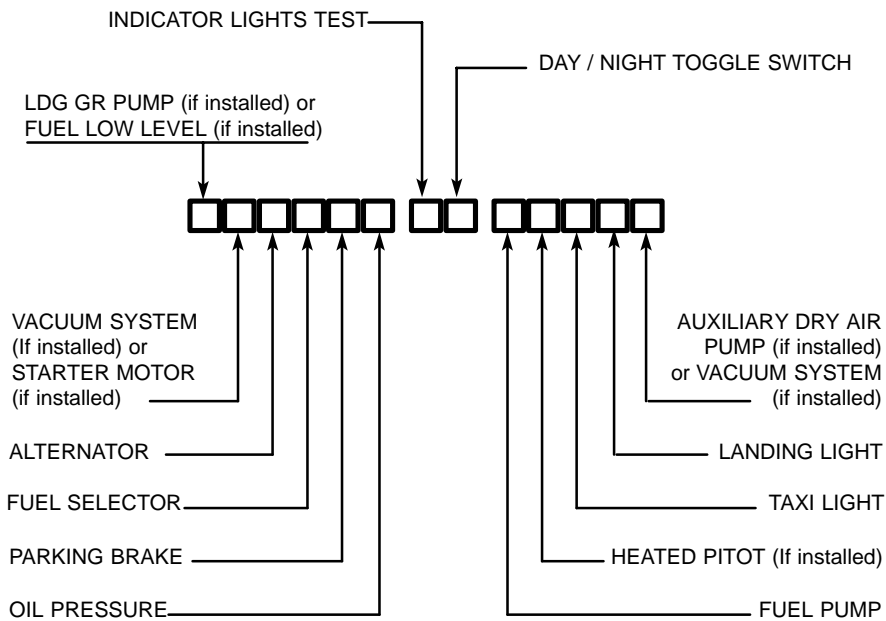 INDICATOR LIGHTS TEST
DAY / NIGHT TOGGLE SWITCH
LDG GR PUMP (if installed) or
FUEL LOW LEVEL (if installed)
VACUUM SYSTEM
(If installed) or
STARTER MOTOR
(if installed)
AUXILIARY DRY AIR
PUMP (if installed)
or VACUUM SYSTEM
(if installed)
ALTERNATOR
LANDING LIGHT
FUEL SELECTOR
TAXI LIGHT
PARKING BRAKE
HEATED PITOT (If installed)
OIL PRESSURE
FUEL PUMP